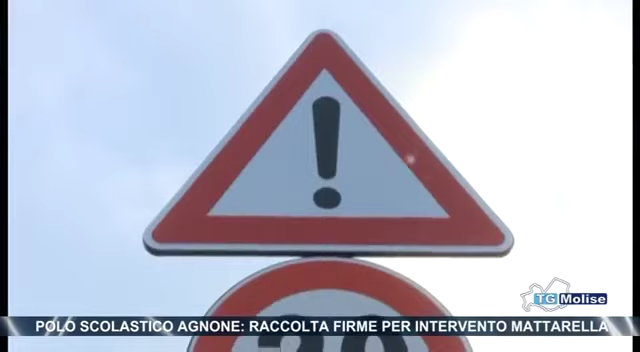 !
TG Molise
POLO SCOLASTICO AGNONE: RACCOLTA FIRME PER INTERVENTO MATTARELLA